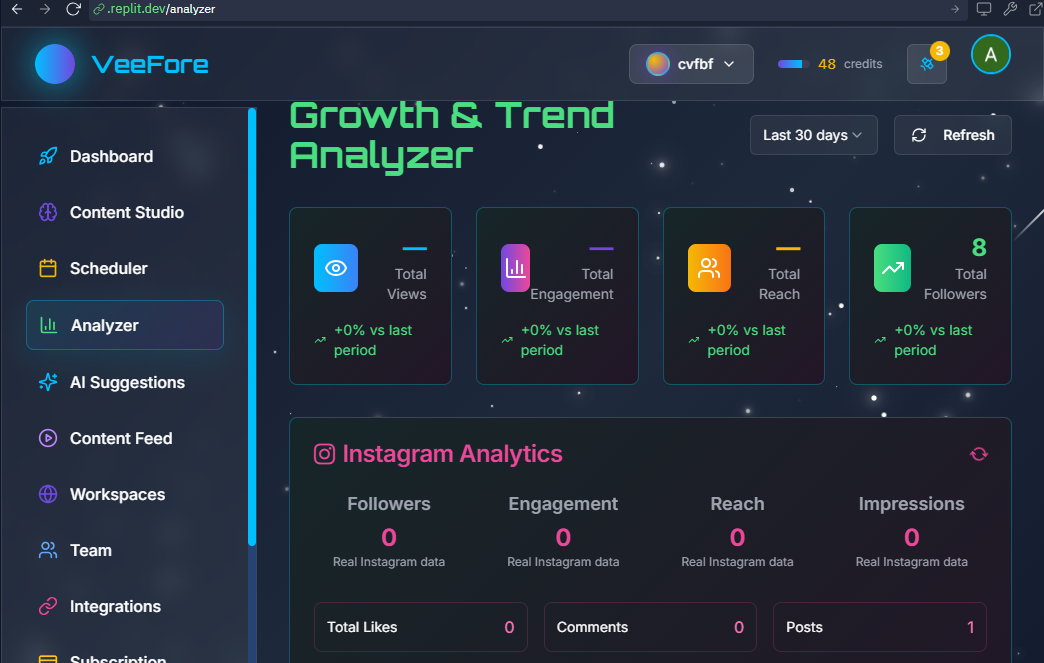 .replit.dev/analyzer
VeeFore
cvfbf
48 credits
3
A
Dashboard
Content Studio
Scheduler
Analyzer
AI Suggestions
Content Feed
Workspaces
Team
Integrations
Subscription
Growth & Trend
Analyzer
Last 30 days
Refresh
—
Total
Views
+0% vs last
period
—
Total
Engagement
+0% vs last
period
—
Total
Reach
+0% vs last
period
8
Total
Followers
+0% vs last
period
Instagram Analytics
Followers
0
Real Instagram data
Engagement
0
Real Instagram data
Reach
0
Real Instagram data
Impressions
0
Real Instagram data
Total Likes 0
Comments 0
Posts 1